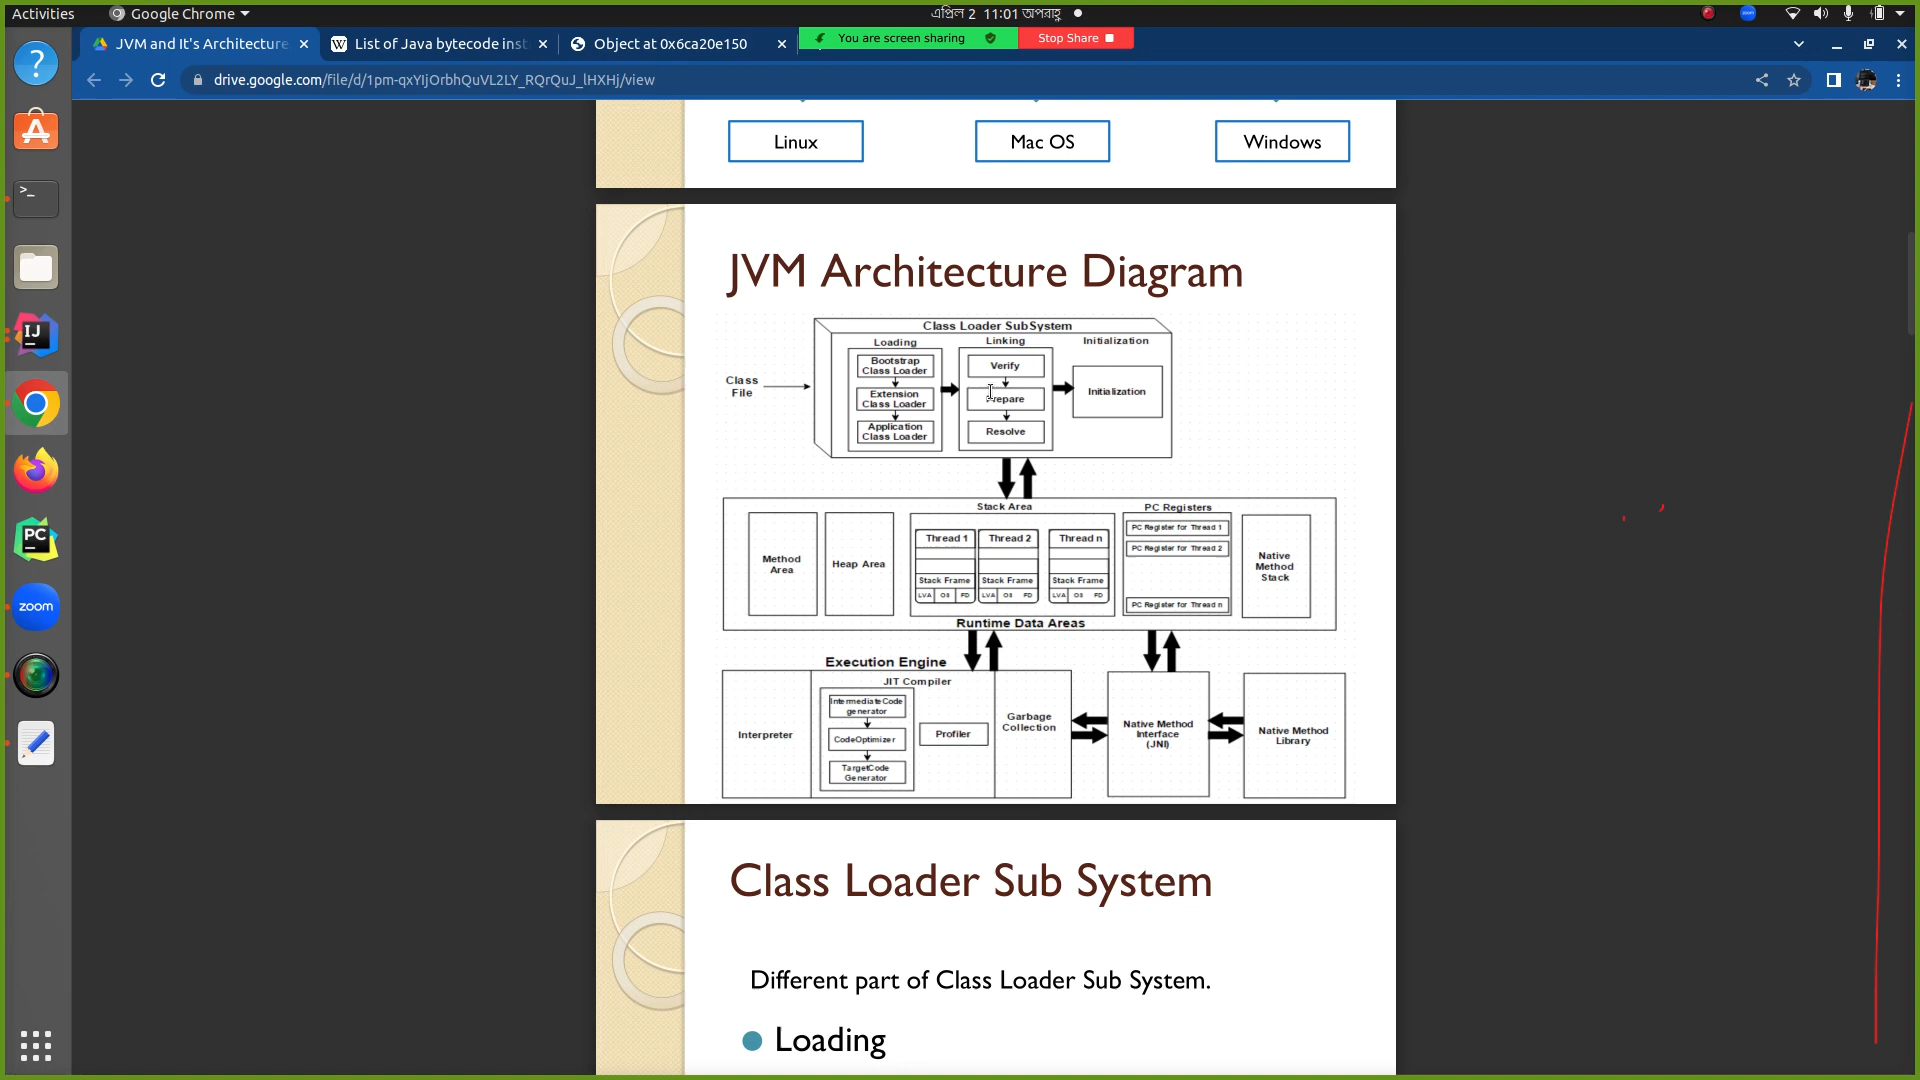 Activities
Google Chrome
এপ্রিল 2 11:01 অপরাহ্ণ
zoom
JVM and It's Architecture
List of Java bytecode inst
Object at 0x6ca20e150
You are screen sharing
Stop Share
drive.google.com/file/d/1pm-qxYIjOrbhQuVL2LY_RQrQuJ_lHXHj/view
Linux
Mac OS
Windows
JVM Architecture Diagram
Class Loader SubSystem
Loading
Linking
Initialization
Class
File
Bootstrap
Class Loader
Extension
Class Loader
Application
Class Loader
Verify
Prepare
Resolve
Initialization
Stack Area
PC Registers
Method
Area
Heap Area
Thread 1
Thread 2
Thread n
Stack Frame
Stack Frame
Stack Frame
LVA OS FD
LVA OS FD
LVA OS FD
PC Register for Thread 1
PC Register for Thread 2
PC Register for Thread n
Native
Method
Stack
Runtime Data Areas
Execution Engine
JIT Compiler
Interpreter
IntermediateCode
generator
CodeOptimizer
TargetCode
Generator
Profiler
Garbage
Collection
Native Method
Interface
(JNI)
Native Method
Library
Class Loader Sub System
Different part of Class Loader Sub System.
Loading
IJ
PC
zoom